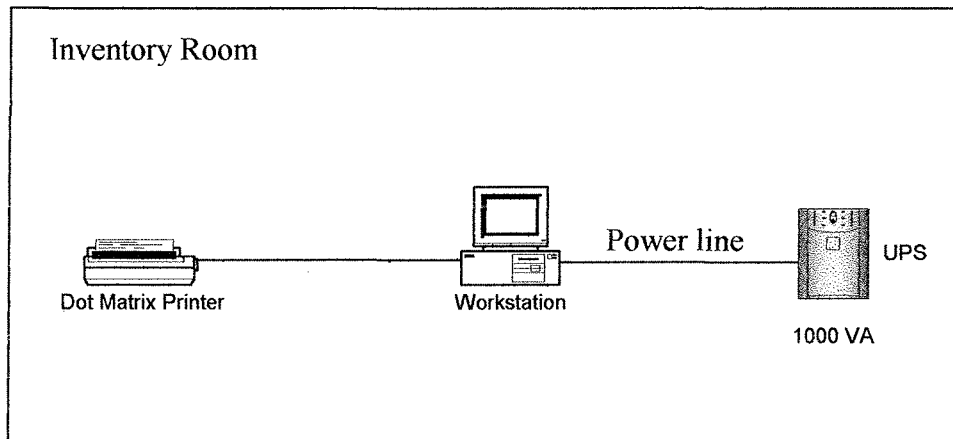 Inventory Room
Power line
UPS
Dot Matrix Printer
Workstation
1000 VA